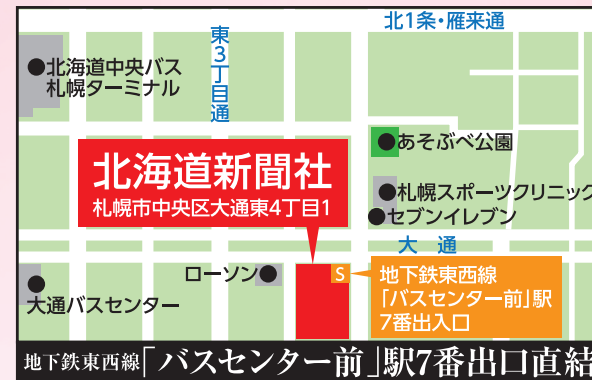 北1条・雁来通
東3丁目通
北海道中央バス
札幌ターミナル
あそぶべ公園
北海道新聞社
札幌市中央区大通東4丁目1
札幌スポーツクリニック
セブンイレブン
大通
ローソン
S
地下鉄東西線
「バスセンター前」駅
7番出入口
大通バスセンター
地下鉄東西線「バスセンター前」駅7番出口直結